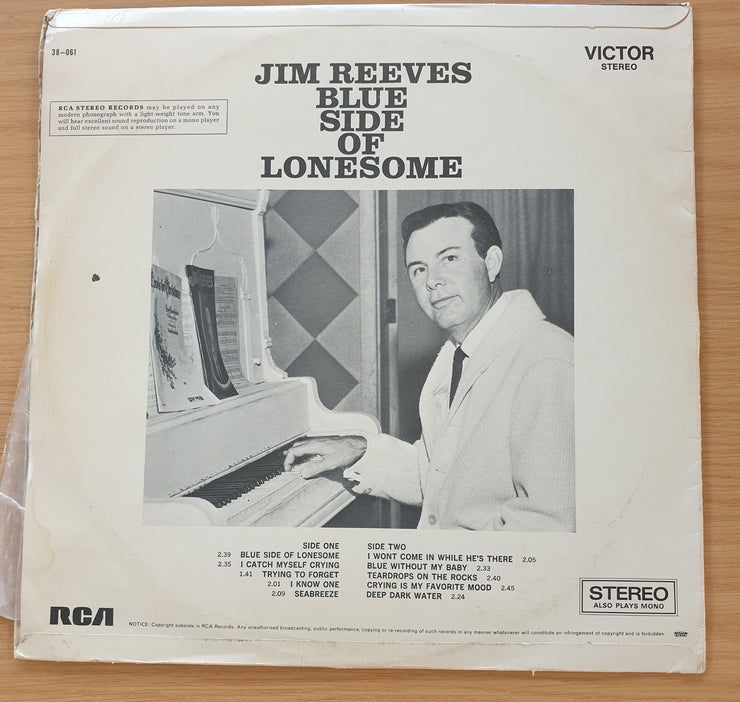 38-061
VICTOR
STEREO
JIM REEVES
BLUE
SIDE
OF
LONESOME
RCA STEREO RECORDS may be played on any
modern phonograph with a light-weight tone arm. You
will hear excellent sound reproduction on a mono player
and full stereo sound on a stereo player.
SIDE ONE
2.39 BLUE SIDE OF LONESOME
2.35 I CATCH MYSELF CRYING
1.41 TRYING TO FORGET
2.01 I KNOW ONE
2.09 SEABREEZE
SIDE TWO
I WONT COME IN WHILE HE'S THERE 2.05
BLUE WITHOUT MY BABY 2.33
TEARDROPS ON THE ROCKS 2.40
CRYING IS MY FAVORITE MOOD 2.45
DEEP DARK WATER 2.24
STEREO
ALSO PLAYS MONO
RCA
NOTICE: Copyright subsists in RCA Records. Any unauthorised broadcasting, public performance, copying or re-recording of such records in any manner whatsoever will constitute an infringement of copyright and is forbidden.